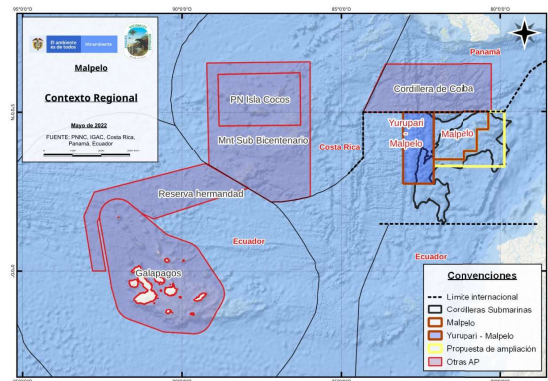 El ambiente
es de todos
Minambiente
Malpelo
Contexto Regional
Mayo de 2022
FUENTE: PNNC, IGAC, Costa Rica,
Panamá, Ecuador
Panamá
Cordillera de Coiba
PN Isla Cocos
Yurupari
Malpelo
Malpelo
Mnt Sub Bicentenario
Costa Rica
Reserva hermandad
Ecuador
Ecuador
Galapagos
Convenciones
Límite internacional
Cordilleras Submarinas
Malpelo
Yurupari - Malpelo
Propuesta de ampliación
Otras AP